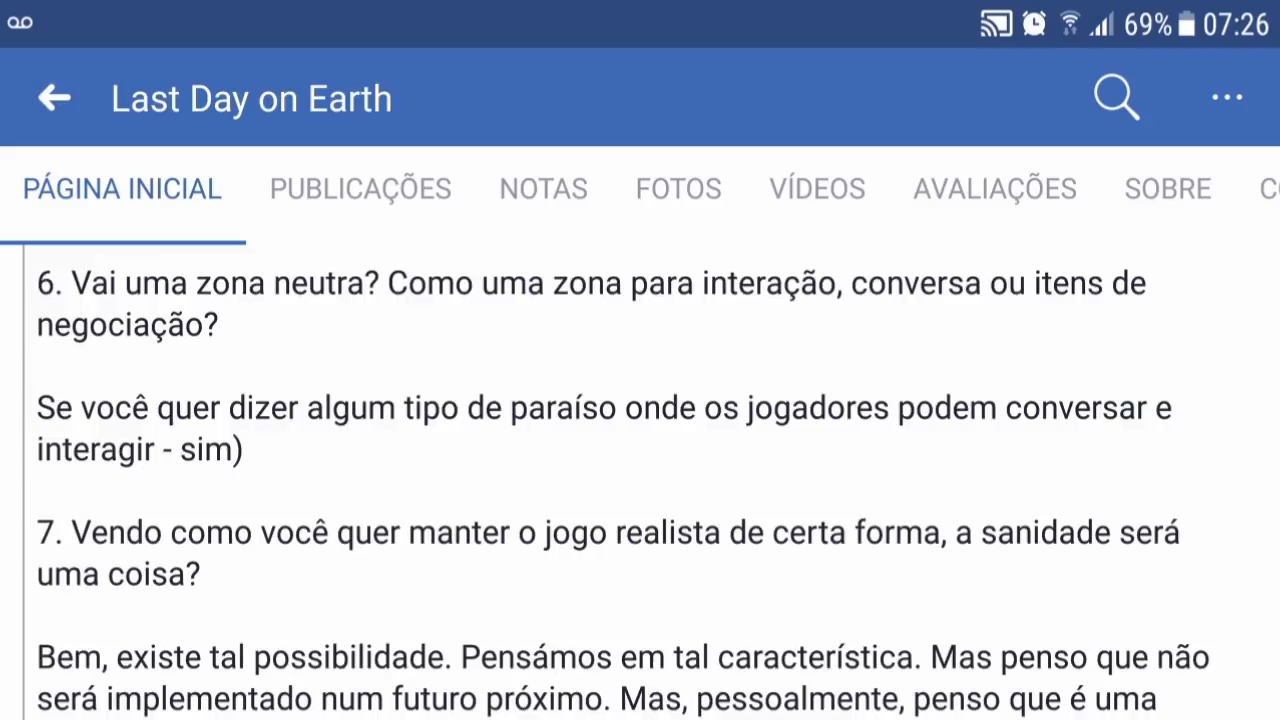 69% 07:26
Last Day on Earth
PÁGINA INICIAL PUBLICAÇÕES NOTAS FOTOS VÍDEOS AVALIAÇÕES SOBRE
6. Vai uma zona neutra? Como uma zona para interação, conversa ou itens de
negociação?
Se você quer dizer algum tipo de paraíso onde os jogadores podem conversar e
interagir - sim)
7. Vendo como você quer manter o jogo realista de certa forma, a sanidade será
uma coisa?
Bem, existe tal possibilidade. Pensámos em tal característica. Mas penso que não
será implementado num futuro próximo. Mas, pessoalmente, penso que é uma